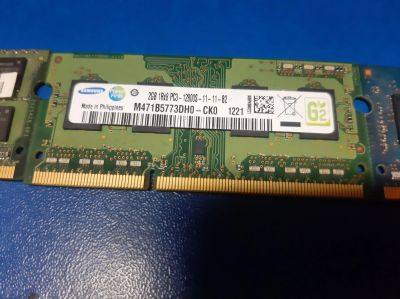 SAMSUNG
2GB 1Rx8 PC3-12800S-11-11-B2
Made in Philippines
M471B5773DH0-CK0 1221